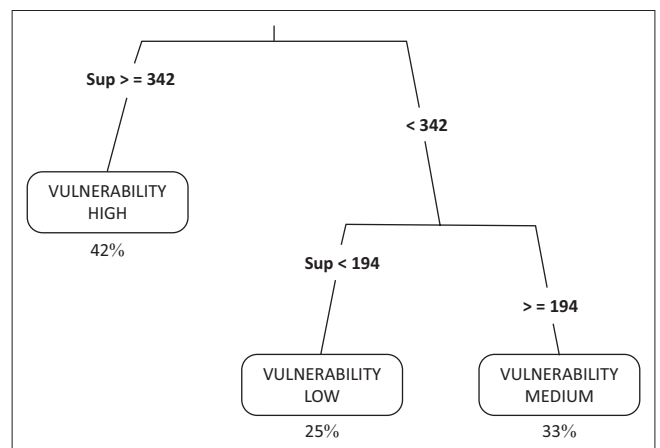 Sup > = 342
< 342
VULNERABILITY
HIGH
42%
Sup < 194
> = 194
VULNERABILITY
LOW
25%
VULNERABILITY
MEDIUM
33%